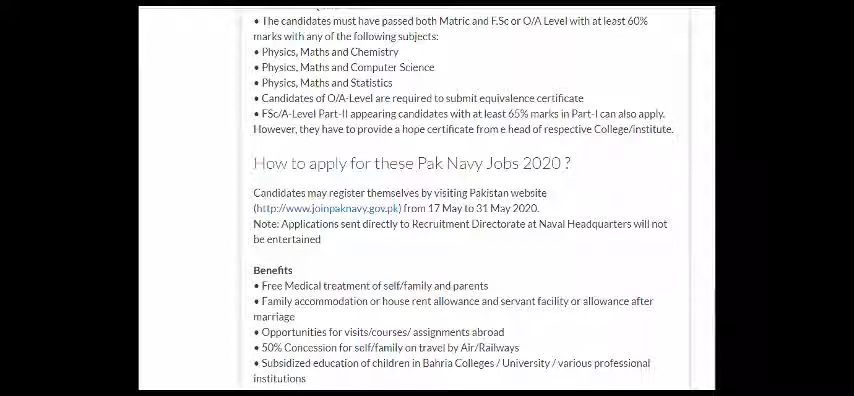 • The candidates must have passed both Matric and F.Sc or O/A Level with at least 60%
marks with any of the following subjects:
• Physics, Maths and Chemistry
• Physics, Maths and Computer Science
• Physics, Maths and Statistics
• Candidates of O/A-Level are required to submit equivalence certificate
• FSc/A-Level Part-II appearing candidates with at least 65% marks in Part-I can also apply.
However, they have to provide a hope certificate from e head of respective College/institute.
How to apply for these Pak Navy Jobs 2020 ?
Candidates may register themselves by visiting Pakistan website
(http://www.joinpaknavy.gov.pk) from 17 May to 31 May 2020.
Note: Applications sent directly to Recruitment Directorate at Naval Headquarters will not
be entertained
Benefits
• Free Medical treatment of self/family and parents
• Family accommodation or house rent allowance and servant facility or allowance after
marriage
• Opportunities for visits/courses/ assignments abroad
• 50% Concession for self/family on travel by Air/Railways
• Subsidized education of children in Bahria Colleges / University / various professional
institutions